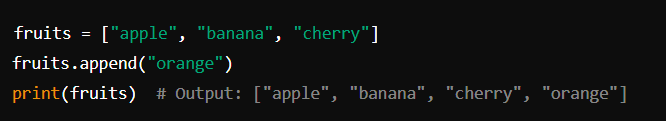 fruits = ["apple", "banana", "cherry"]
fruits.append("orange")
print(fruits)  # Output: ["apple", "banana", "cherry", "orange"]